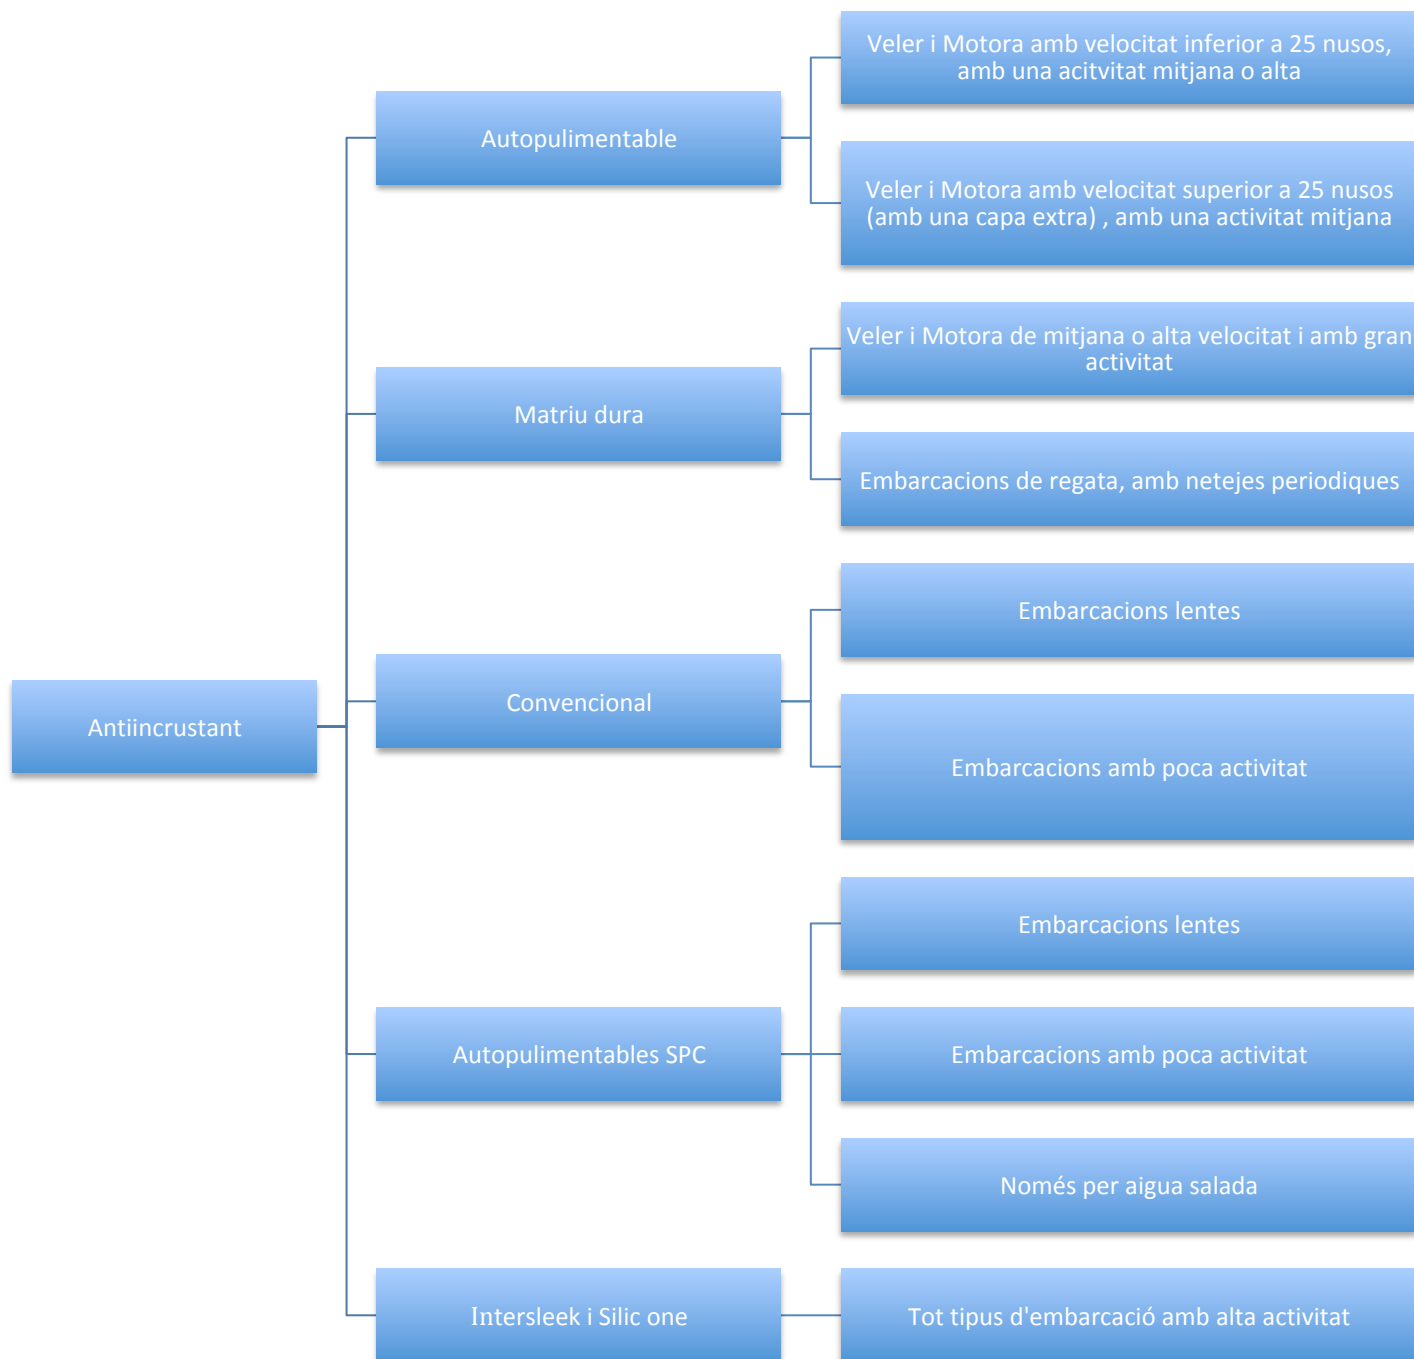 Antiincrustant
Autopulimentable
Veler i Motora amb velocitat inferior a 25 nusos,
amb una acitvitat mitjana o alta
Veler i Motora amb velocitat superior a 25 nusos
(amb una capa extra) , amb una activitat mitjana
Matriu dura
Veler i Motora de mitjana o alta velocitat i amb gran
activitat
Embarcacions de regata, amb netejes periodiques
Convencional
Embarcacions lentes
Embarcacions amb poca activitat
Autopulimentables SPC
Embarcacions lentes
Embarcacions amb poca activitat
Només per aigua salada
Intersleek i Silic one
Tot tipus d'embarcació amb alta activitat